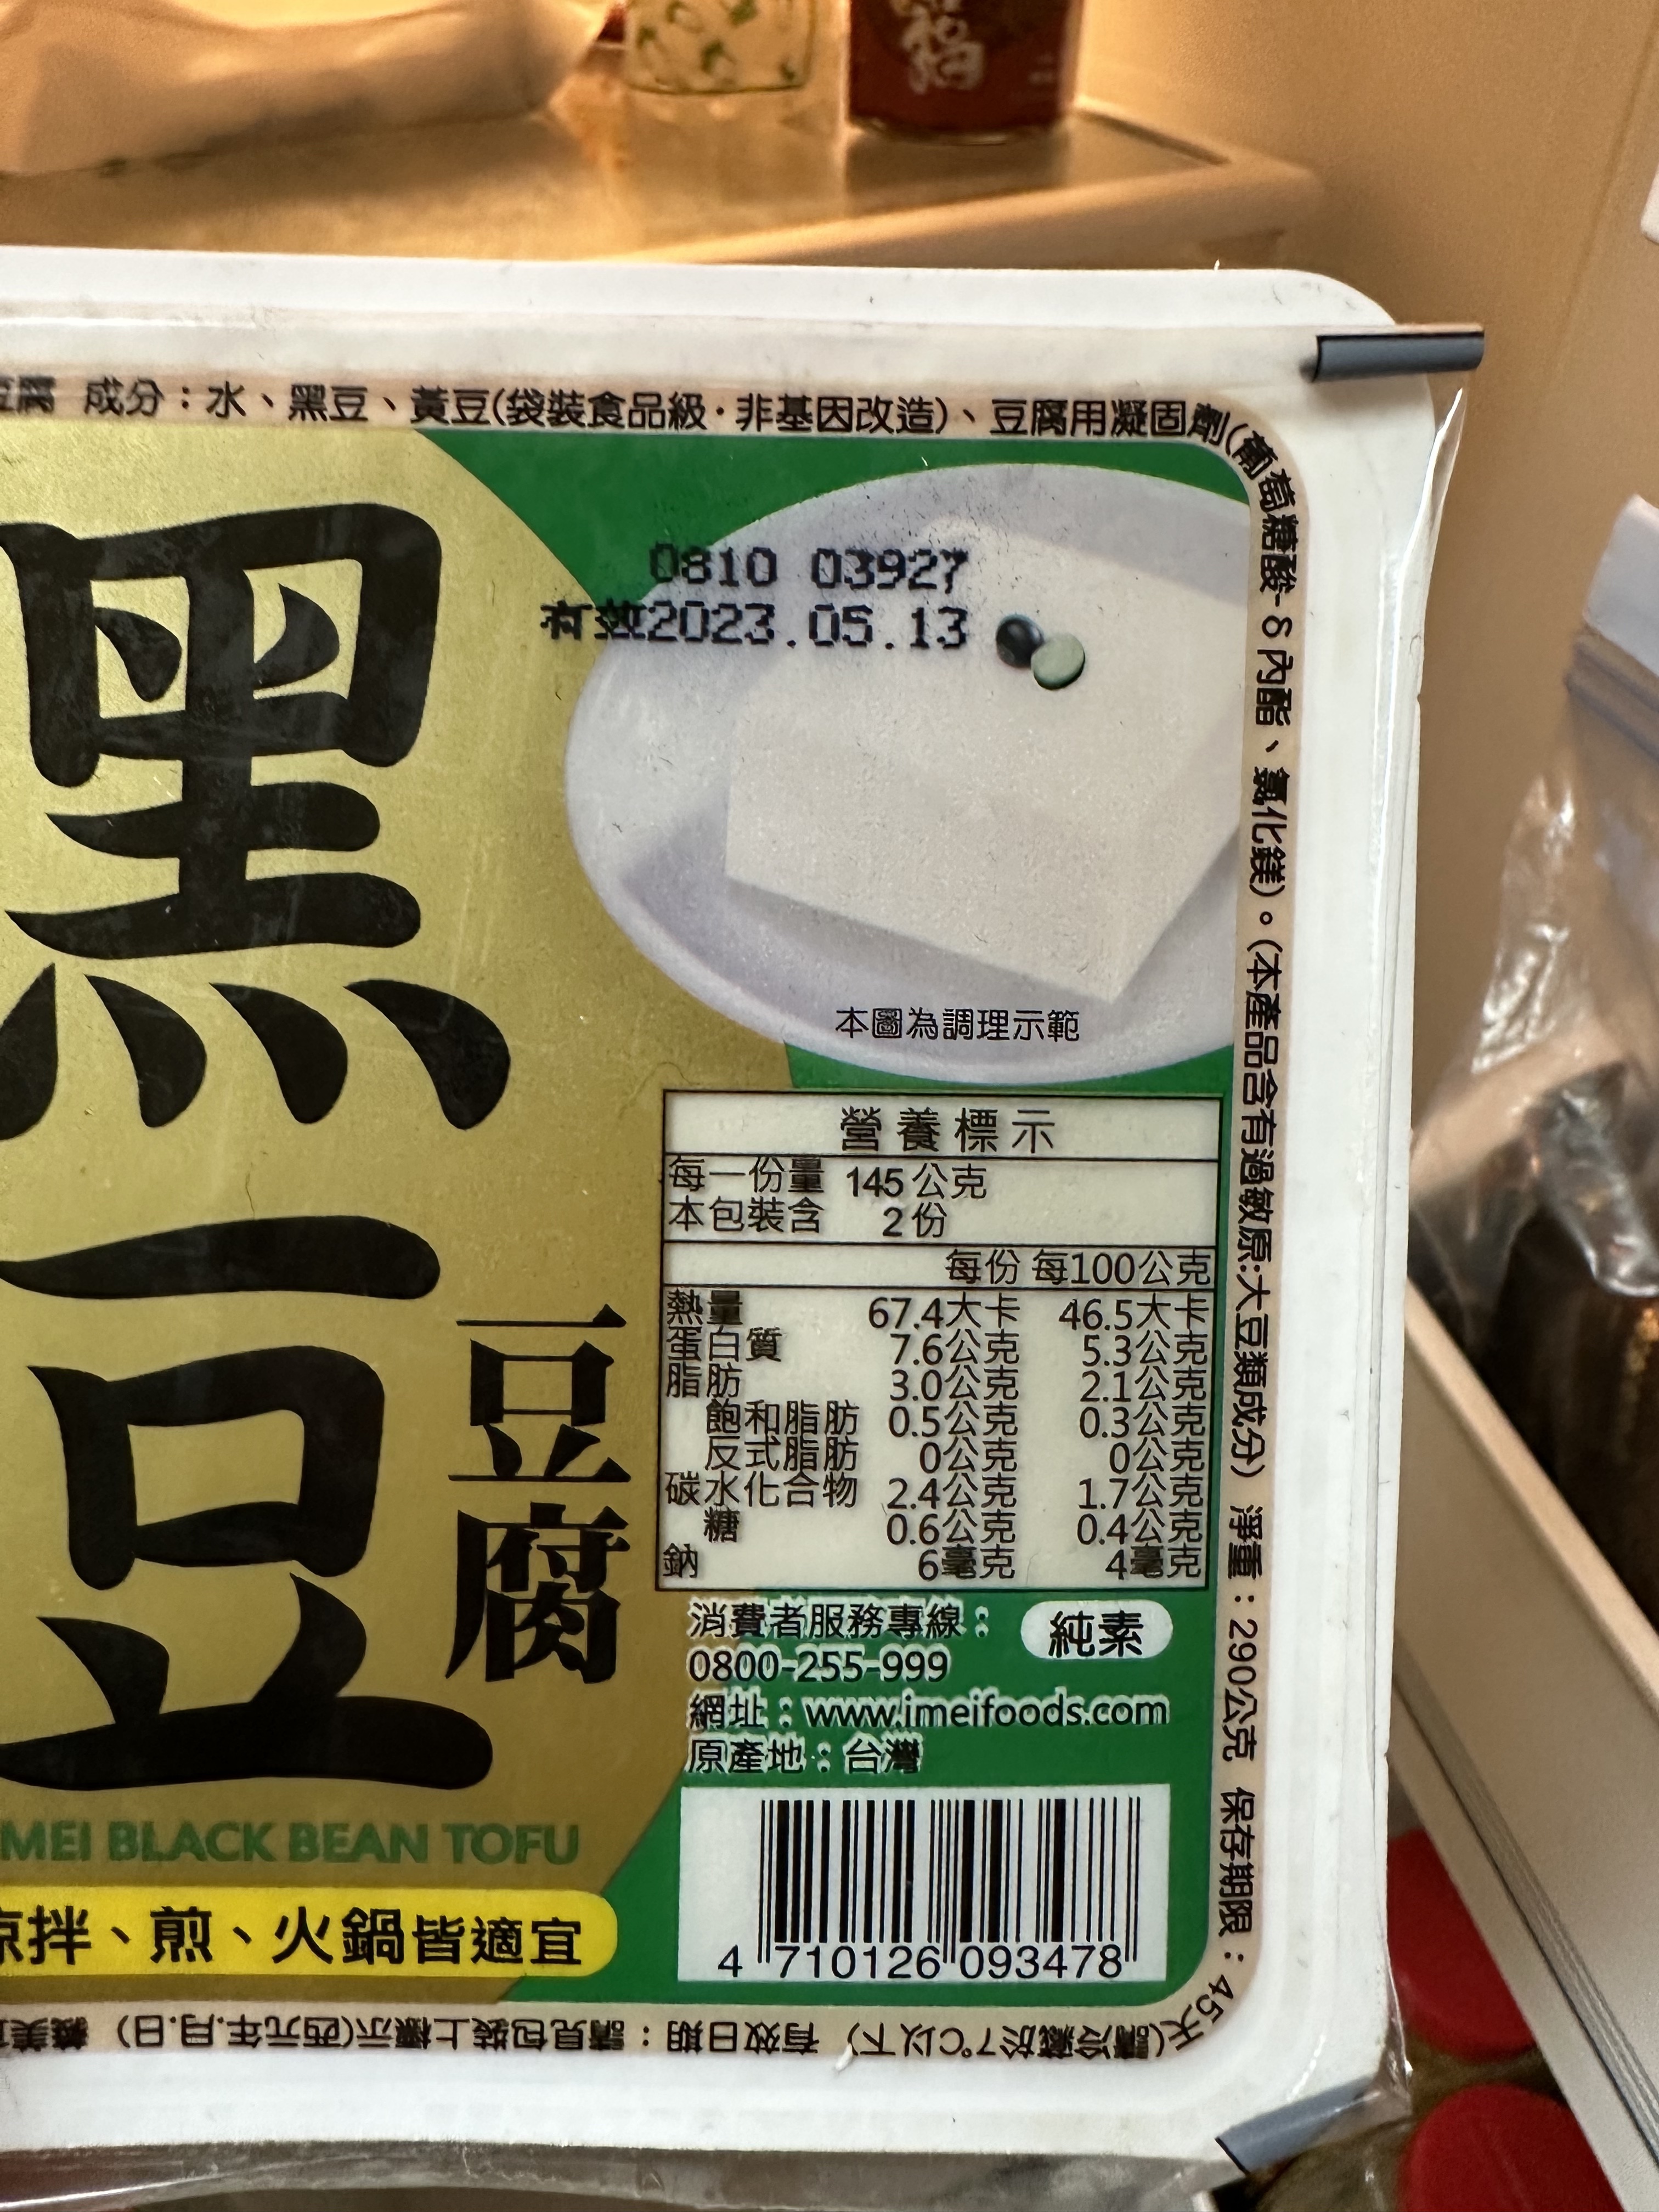 豆腐 成分：水、黑豆、黃豆(袋裝食品級·非基因改造)、豆腐用凝固劑(葡萄糖酸-δ內酯、氯化鎂)。(本產品含有過敏原:大豆類成分) 淨重：290公克 保存期限：45天(請冷藏於7℃以下) 有效日期：請見包裝上標示(西元年.月.日) 義美
0810 03927
有效2023.05.13
黑豆
豆腐
本圖為調理示範
營養標示
每一份量 145公克
本包裝含 2份
每份 每100公克
熱量 67.4大卡 46.5大卡
蛋白質 7.6公克 5.3公克
脂肪 3.0公克 2.1公克
飽和脂肪 0.5公克 0.3公克
反式脂肪 0公克 0公克
碳水化合物 2.4公克 1.7公克
糖 0.6公克 0.4公克
鈉 6毫克 4毫克
消費者服務專線：
0800-255-999
純素
網址：www.imeifoods.com
原產地：台灣
MEI BLACK BEAN TOFU
涼拌、煎、火鍋皆適宜
4 710126 093478